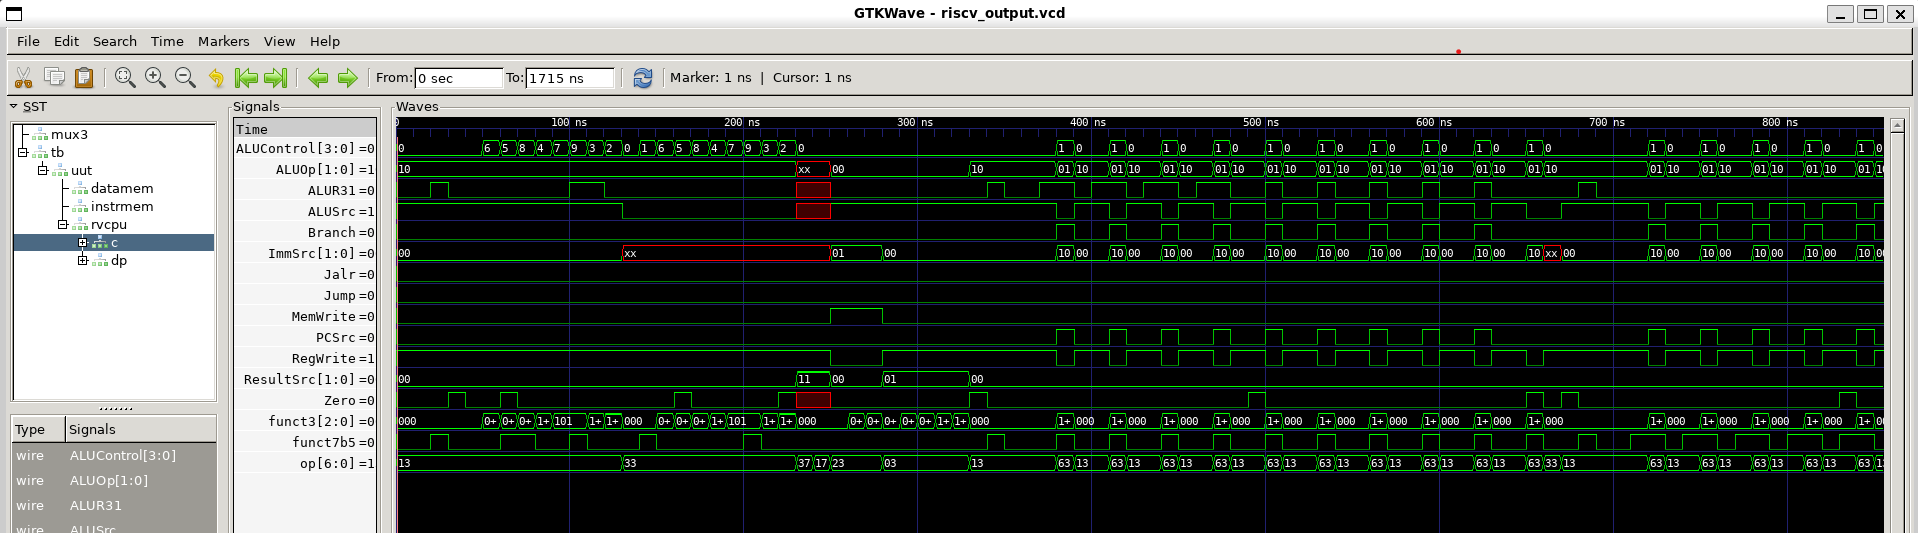 GTKWave - riscv_output.vcd
File Edit Search Time Markers View Help
From: 0 sec To: 1715 ns Marker: 1 ns | Cursor: 1 ns
SST
mux3
tb
uut
datamem
instrmem
rvcpu
c
dp
Type Signals
wire ALUControl[3:0]
wire ALUOp[1:0]
wire ALUR31
wire ALUSrc
Signals
Time
ALUControl[3:0] =0
ALUOp[1:0] =1
ALUR31 =0
ALUSrc =1
Branch =0
ImmSrc[1:0] =0
Jalr =0
Jump =0
MemWrite =0
PCSrc =0
RegWrite =1
ResultSrc[1:0] =0
Zero =0
funct3[2:0] =0
funct7b5 =0
op[6:0] =1
Waves
0 100 ns 200 ns 300 ns 400 ns 500 ns 600 ns 700 ns 800 ns
0 6 5 8 4 7 9 3 2 0 1 6 5 8 4 7 9 3 2 0 1 0 1 0 1 0 1 0 1 0 1 0 1 0 1 0 1 0 1 0 1 0 1 0 1 0 1 0 1 0
10 xx 00 10 01 10 01 10 01 10 01 10 01 10 01 10 01 10 01 10 01 10 01 10 01 10 01 10 01 10 01 10 01
00 xx 01 00 10 00 10 00 10 00 10 00 10 00 10 00 10 00 10 00 10 00 10 xx 00 10 00 10 00 10 00 10 00 10
00 11 00 01 00
000 0+ 0+ 0+ 1+ 101 1+ 1+ 000 0+ 0+ 0+ 1+ 101 1+ 1+ 000 0+ 0+ 0+ 0+ 0+ 1+ 1+ 000 1+ 000 1+ 000 1+ 000 1+ 000 1+ 000 1+ 000 1+ 000 1+ 000 1+ 000 1+ 000 1+ 000 1+ 000 1+ 000 1+ 000 1+
13 33 37 17 23 03 13 63 13 63 13 63 13 63 13 63 13 63 13 63 13 63 13 63 13 63 33 13 63 13 63 13 63 13 63 13 63